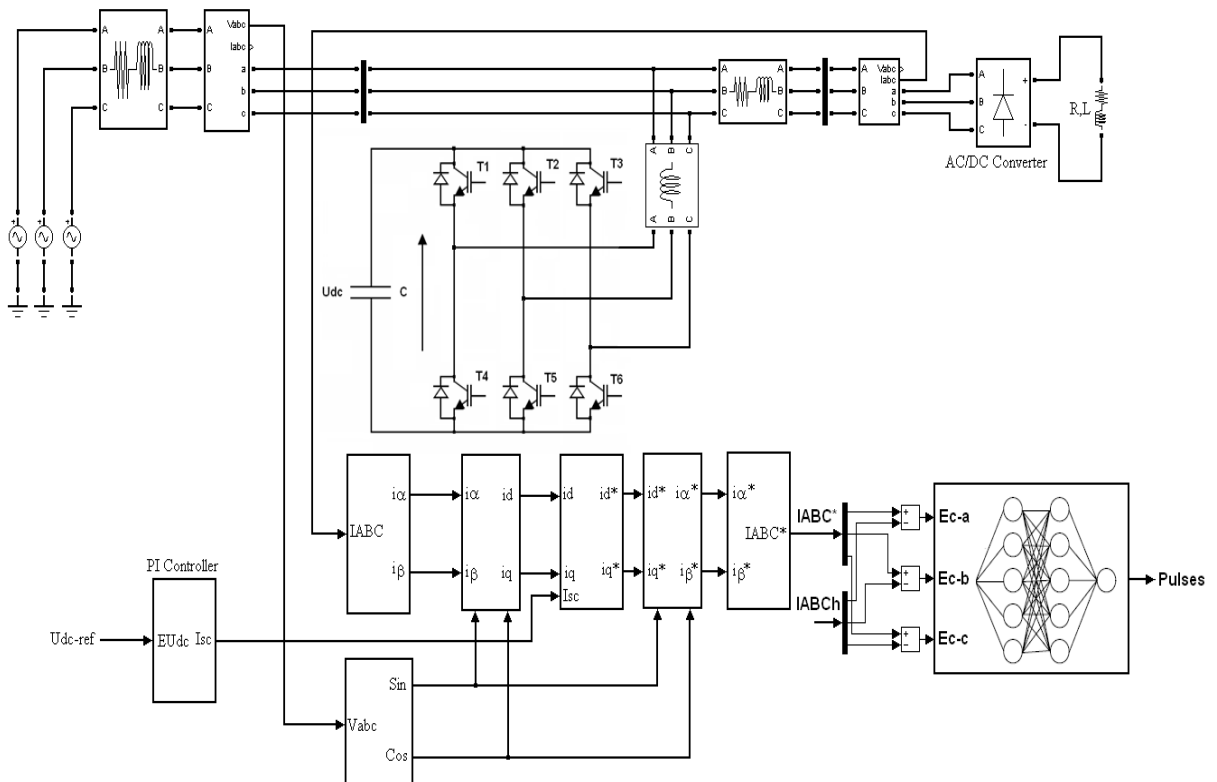 A A Vabc
Iabc
B B a
b
C C c
A A
B B
C C
A Vabc
Iabc
B a
b
C c
A +
B
C -
R,L
AC/DC Converter
A B C
A B C
T1 T2 T3
Udc C
T4 T5 T6
+ + +
iα iα id id id* id* iα* iα*
IABC
IABC*
iβ iβ iq iq iq* iq* iβ* iβ*
Isc
IABC*
IABCh
+
-
+
-
+
-
Ec-a
Ec-b
Ec-c
Pulses
PI Controller
Udc-ref EUdc Isc
Sin
Vabc
Cos